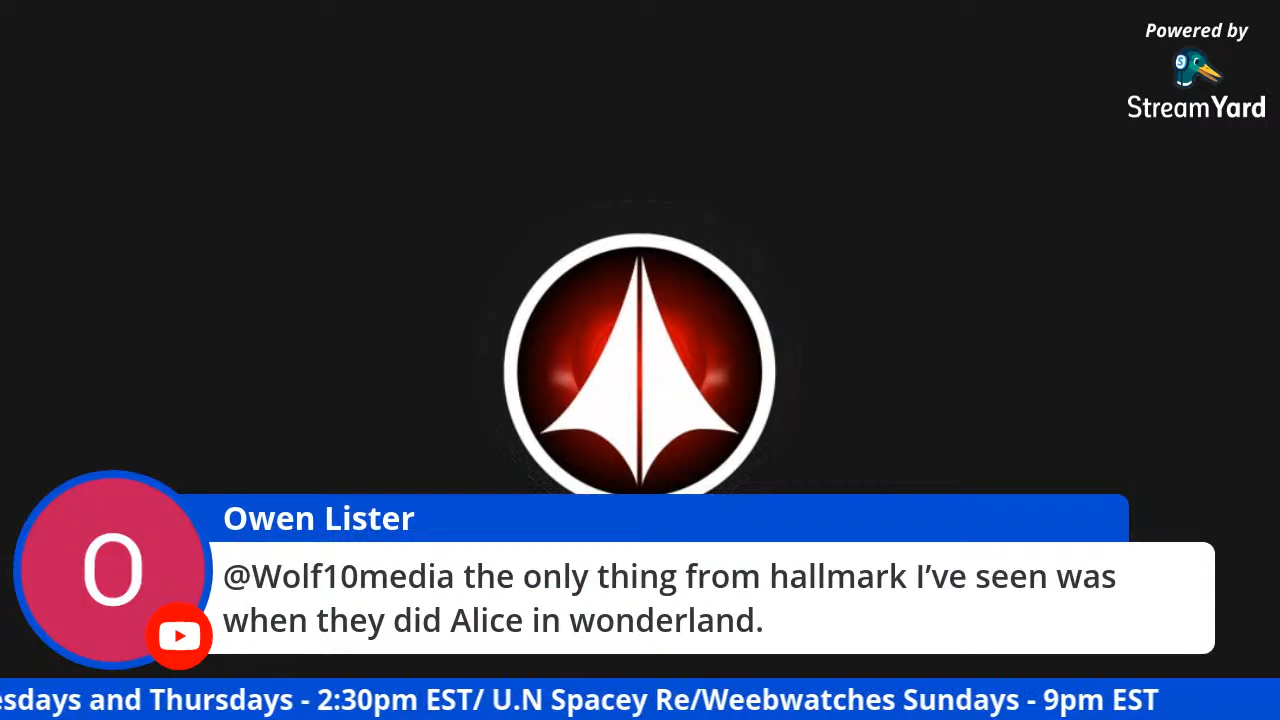 Powered by
S
StreamYard
O
Owen Lister
@Wolf10media the only thing from hallmark I’ve seen was
when they did Alice in wonderland.
esdays and Thursdays - 2:30pm EST/ U.N Spacey Re/Weebwatches Sundays - 9pm EST